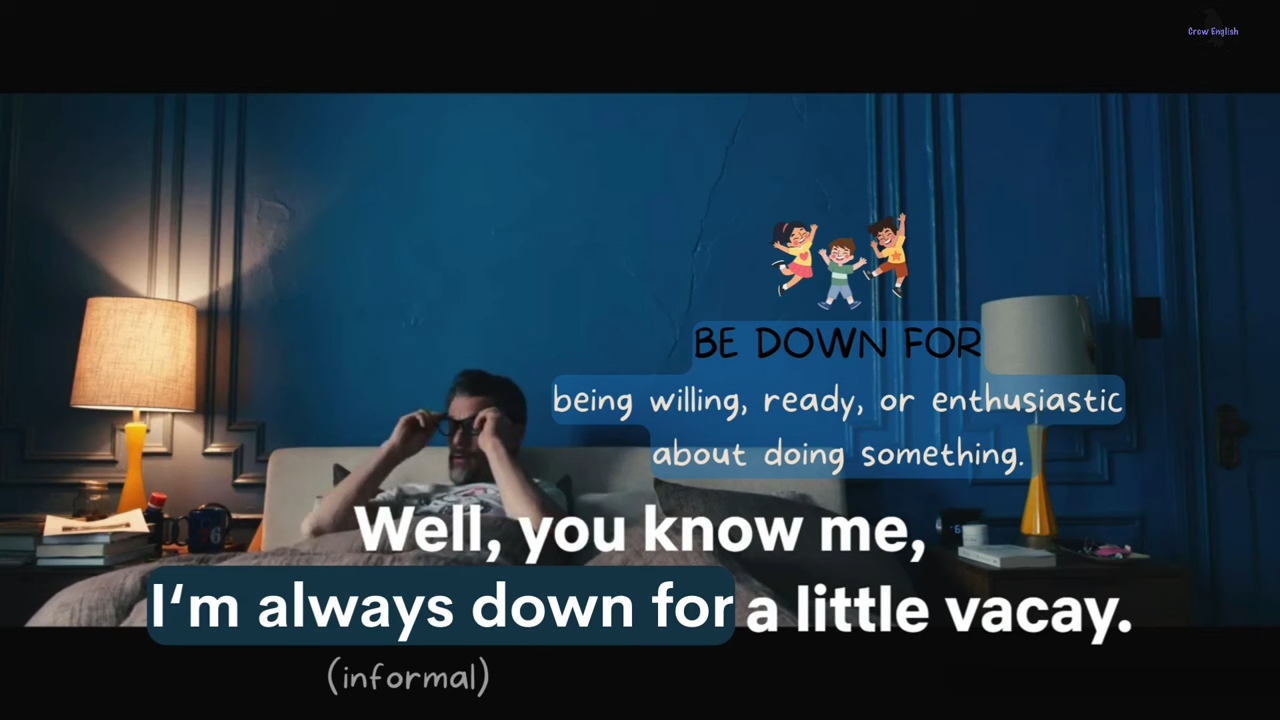 Crow English
BE DOWN FOR
being willing, ready, or enthusiastic
about doing something.
Well, you know me,
I‘m always down for a little vacay.
(informal)